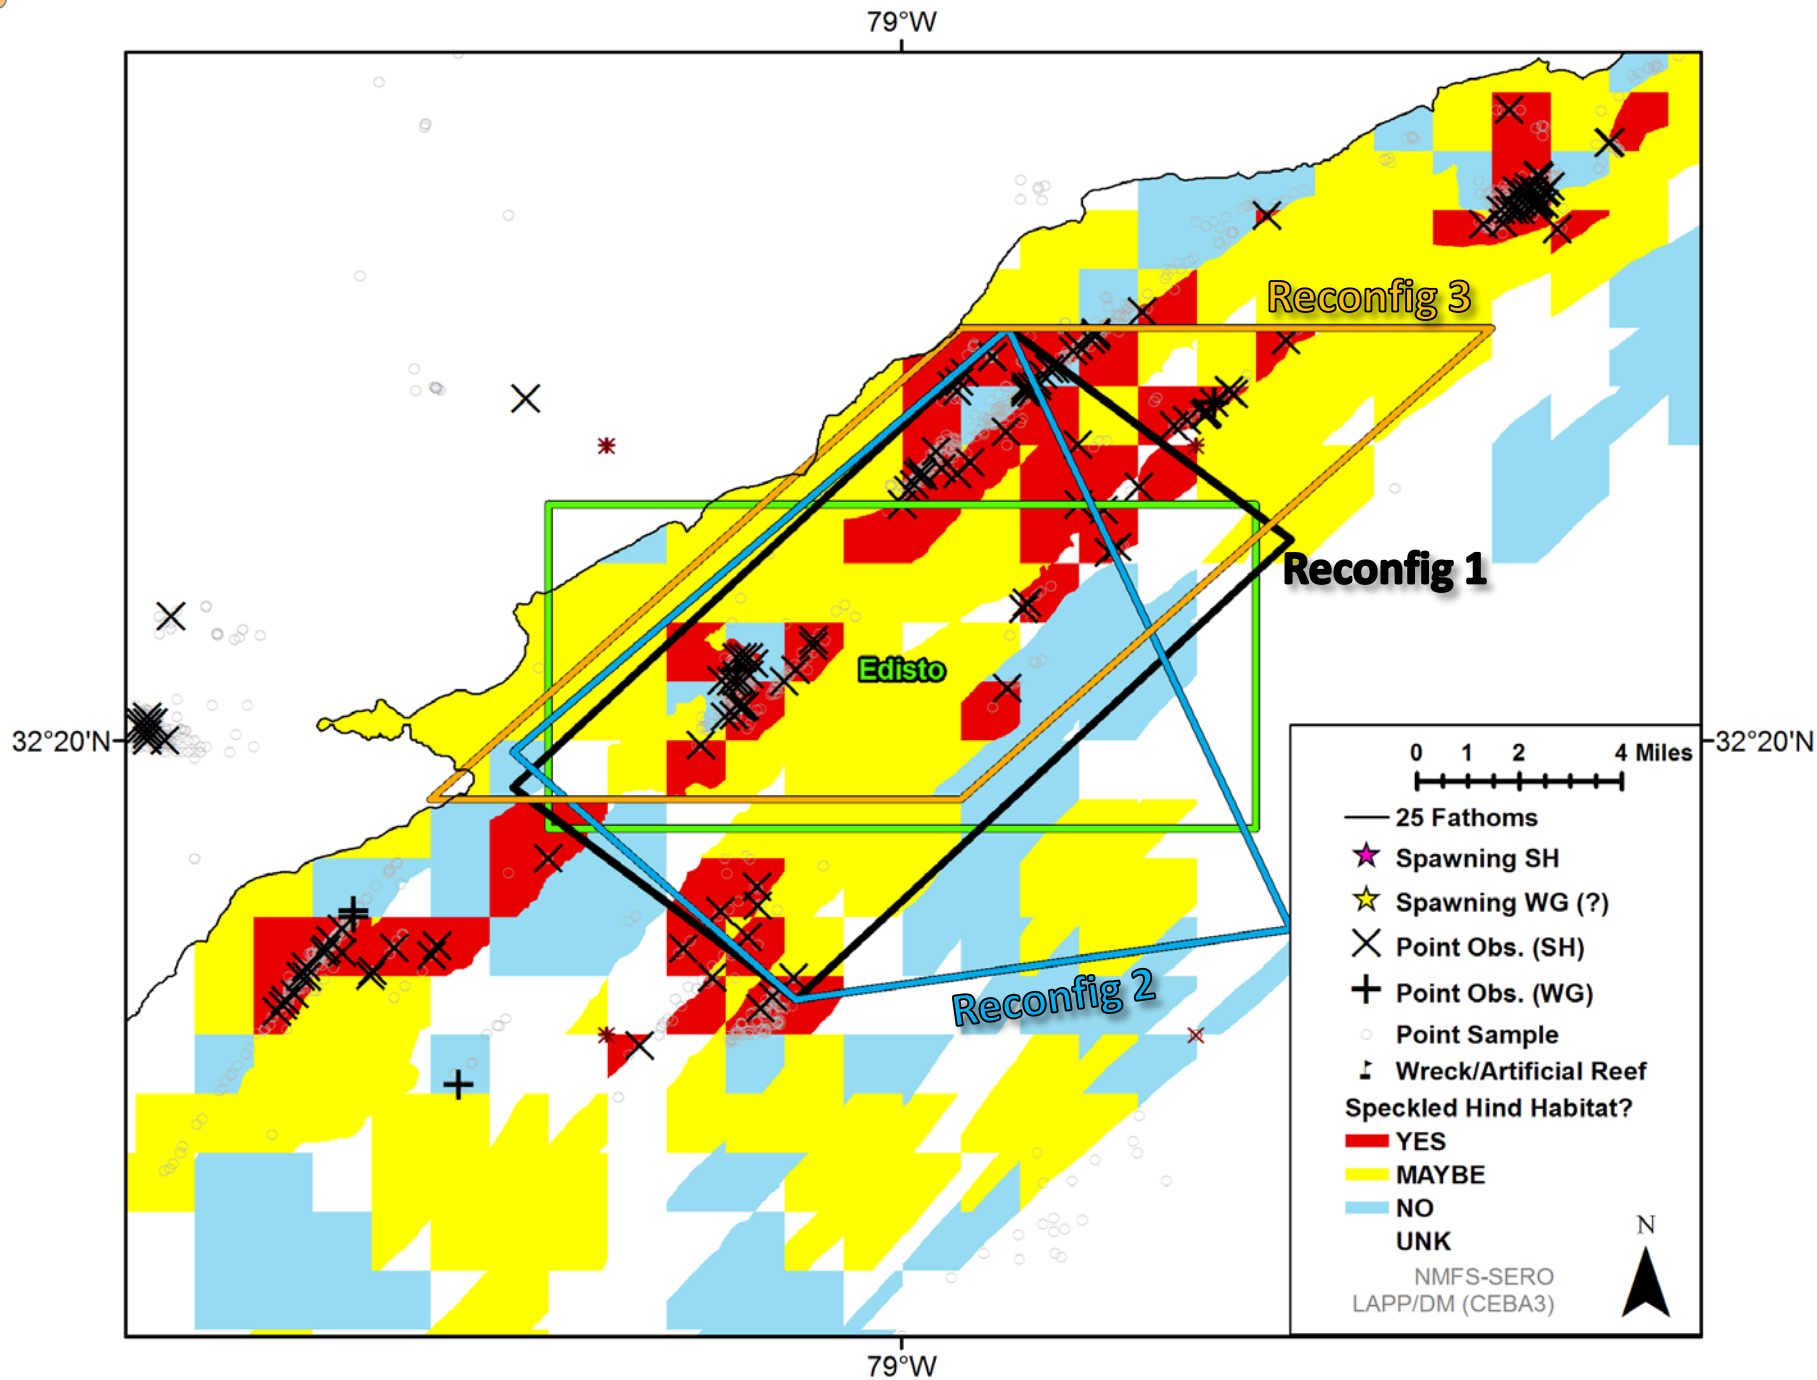 79°W
Reconfig 3
Reconfig 1
Edisto
32°20'N
32°20'N
0 1 2 4 Miles
25 Fathoms
Spawning SH
Spawning WG (?)
Point Obs. (SH)
Reconfig 2
Point Obs. (WG)
Point Sample
Wreck/Artificial Reef
Speckled Hind Habitat?
YES
MAYBE
NO
UNK
N
NMFS-SERO
LAPP/DM (CEBA3)
79°W